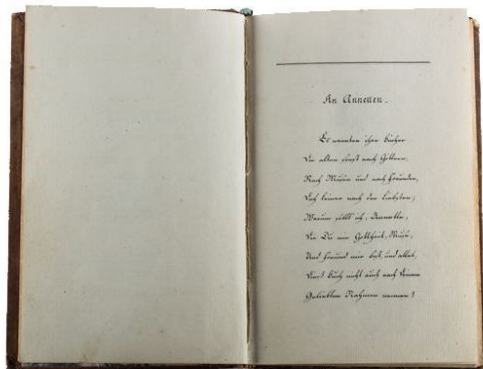 An Annetten.
Es nannten ihre Bücher
Die alten sonst nach Göttern,
Nach Musen und nach Freunden,
Doch keiner nach der Liebsten;
Warum sollt' ich, Annette,
Die Du mir Gottheit, Muse,
Und Freund mir bist, und alles,
Dieß Buch nicht auch nach Deinem
Geliebten Nahmen nennen?